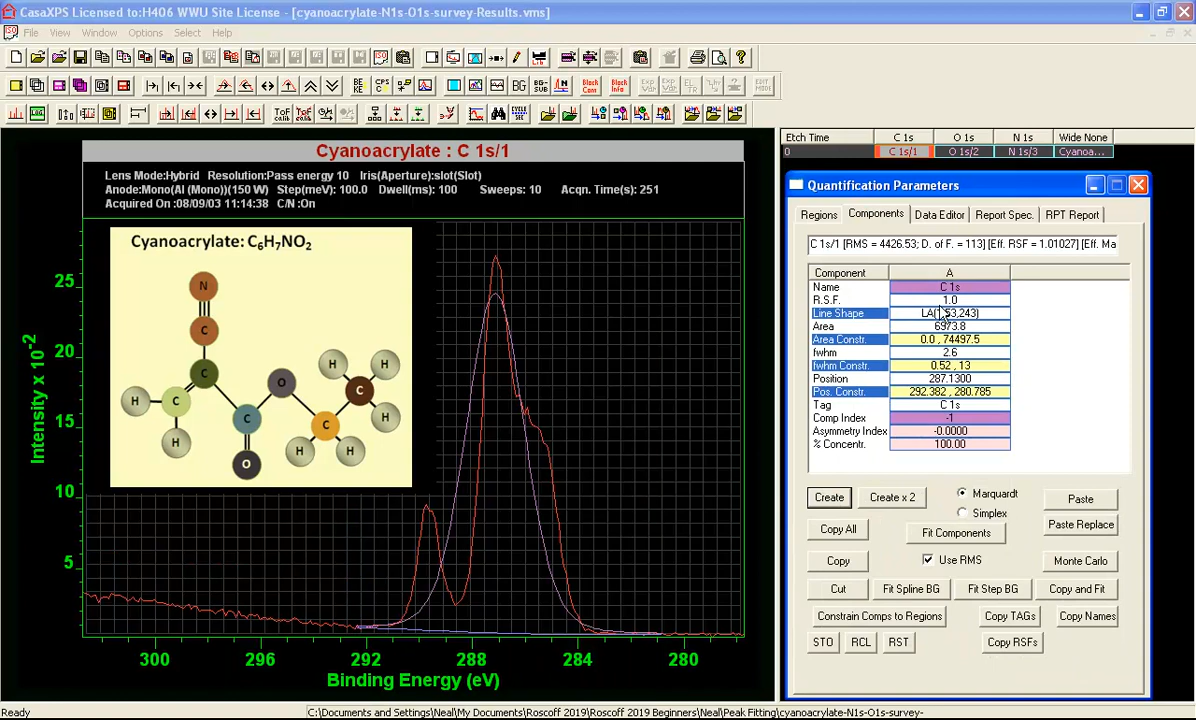 CasaXPS Licensed to:H406 WWU Site License - [cyanoacrylate-N1s-O1s-survey-Results.vms]
File View Window Options Select Help
Etch Time C 1s O 1s N 1s Wide None
0 C 1s/1 O 1s/2 N 1s/3 Cyanoa...
Cyanoacrylate : C 1s/1
Lens Mode:Hybrid Resolution:Pass energy 10 Iris(Aperture):slot(Slot)
Anode:Mono(Al (Mono))(150 W) Step(meV): 100.0 Dwell(ms): 100 Sweeps: 10 Acqn. Time(s): 251
Acquired On :08/09/03 11:14:38 C/N :On
Cyanoacrylate: C6H7NO2
N
C
H H
C
C O C
H C H
C C
H H H
O
Intensity x 10-2
25
20
15
10
5
300 296 292 288 284 280
Binding Energy (eV)
Quantification Parameters
Regions Components Data Editor Report Spec. RPT Report
C 1s/1 [RMS = 4426.53; D. of F. = 113] [Eff. RSF = 1.01027] [Eff. Ma
Component A
Name C 1s
R.S.F. 1.0
Line Shape
Area 6973.8
Area Constr. 0.0 , 74497.5
fwhm 2.6
fwhm Constr. 0.52 , 13
Position 287.1300
Pos. Constr. 292.382 , 280.785
Tag C 1s
Comp Index -1
Asymmetry Index -0.0000
% Concentr. 100.00
Create Create x 2 Marquardt Paste
Simplex
Copy All Fit Components Paste Replace
Copy Use RMS Monte Carlo
Cut Fit Spline BG Fit Step BG Copy and Fit
Constrain Comps to Regions Copy TAGs Copy Names
STO RCL RST Copy RSFs
Ready C:\Documents and Settings\Neal\My Documents\Roscoff 2019\Roscoff 2019 Beginners\Neal\Peak Fitting\cyanoacrylate-N1s-O1s-survey-